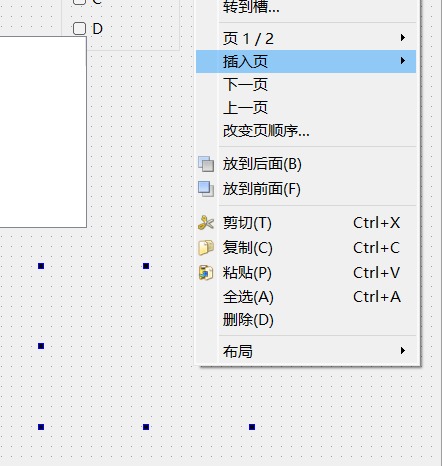 C
转到槽...
D
页 1 / 2
插入页
下一页
上一页
改变页顺序...
放到后面(B)
放到前面(F)
剪切(T) Ctrl+X
复制(C) Ctrl+C
粘贴(P) Ctrl+V
全选(A) Ctrl+A
删除(D)
布局